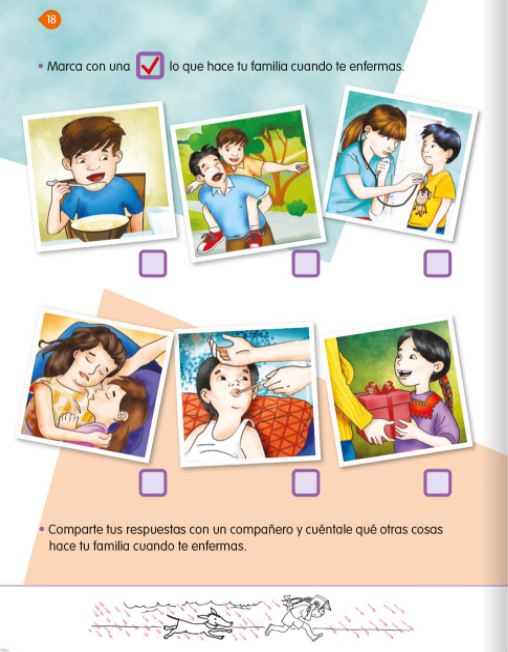 18
• Marca con una lo que hace tu familia cuando te enfermas.
• Comparte tus respuestas con un compañero y cuéntale qué otras cosas
hace tu familia cuando te enfermas.